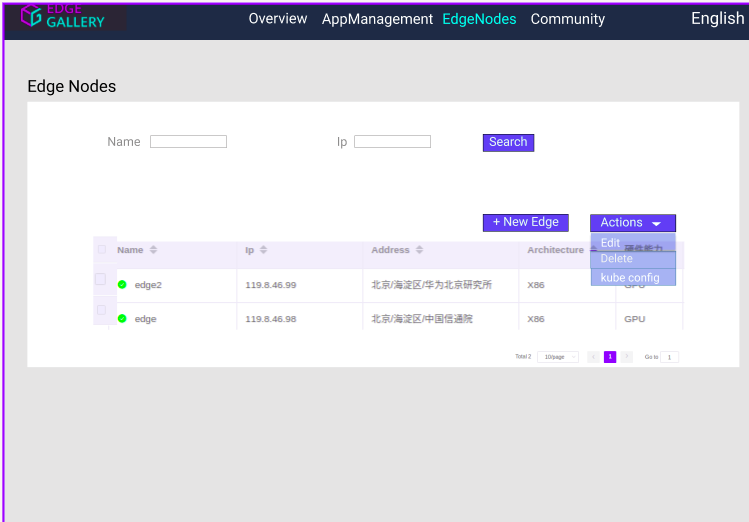 EDGE
GALLERY
Overview AppManagement EdgeNodes Community English
Edge Nodes
Name Ip Search
+ New Edge Actions
Edit
Name Ip Address Architecture 硬件能力
Delete
kube config
edge2 119.8.46.99 北京/海淀区/华为北京研究所 X86 GPU
edge 119.8.46.98 北京/海淀区/中国信通院 X86 GPU
Total 2 10/page < 1 > Go to 1